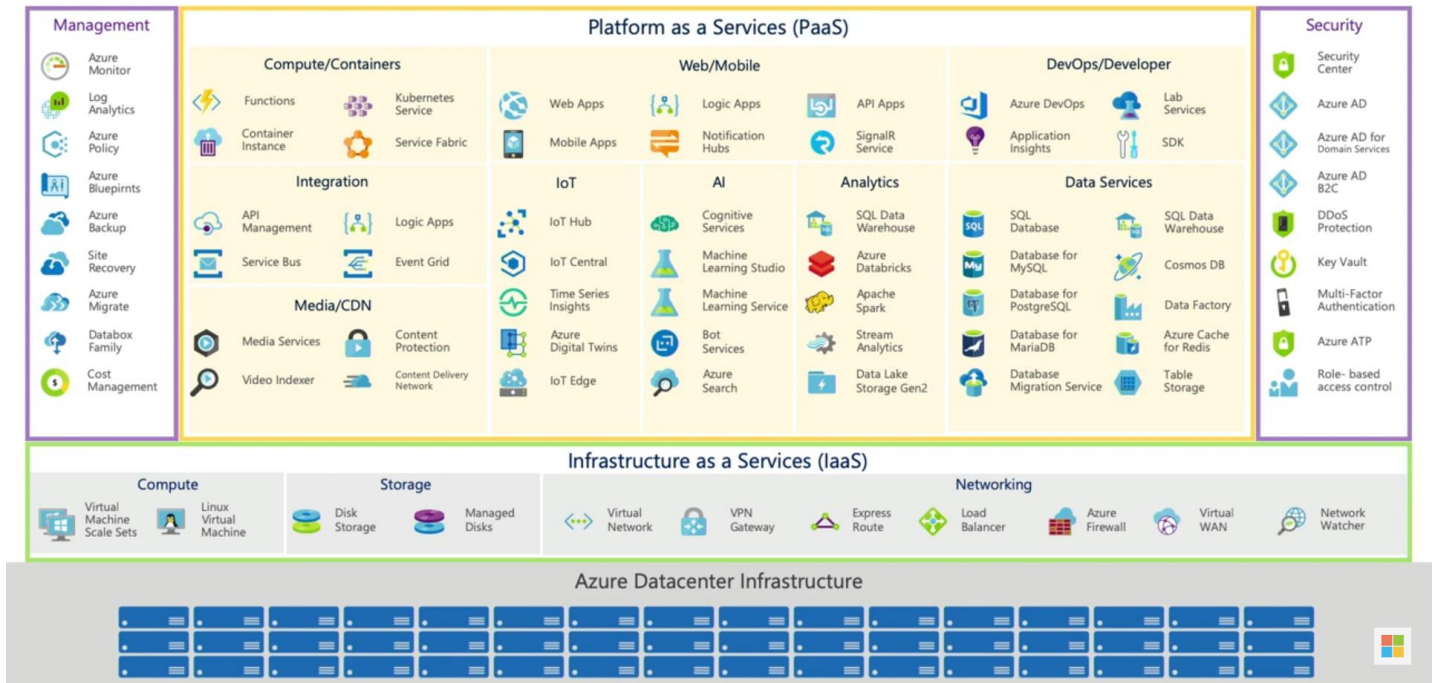 Management
Azure
Monitor
Log
Analytics
Azure
Policy
Azure
Bluepirnts
Azure
Backup
Site
Recovery
Azure
Migrate
Databox
Family
Cost
Management
Platform as a Services (PaaS)
Compute/Containers
Functions
Kubernetes
Service
Container
Instance
Service Fabric
Web/Mobile
Web Apps
Logic Apps
API Apps
Mobile Apps
Notification
Hubs
SignalR
Service
DevOps/Developer
Azure DevOps
Lab
Services
Application
Insights
SDK
Integration
API
Management
Logic Apps
Service Bus
Event Grid
Media/CDN
Media Services
Content
Protection
Video Indexer
Content Delivery
Network
IoT
IoT Hub
IoT Central
Time Series
Insights
Azure
Digital Twins
IoT Edge
AI
Cognitive
Services
Machine
Learning Studio
Machine
Learning Service
Bot
Services
Azure
Search
Analytics
SQL Data
Warehouse
Azure
Databricks
Apache
Spark
Stream
Analytics
Data Lake
Storage Gen2
Data Services
SQL
SQL
Database
SQL Data
Warehouse
My
Database for
MySQL
Cosmos DB
Database for
PostgreSQL
Data Factory
Database for
MariaDB
Azure Cache
for Redis
Database
Migration Service
Table
Storage
Security
Security
Center
Azure AD
Azure AD for
Domain Services
Azure AD
B2C
DDoS
Protection
Key Vault
Multi-Factor
Authentication
Azure ATP
Role- based
access control
Infrastructure as a Services (IaaS)
Compute
Virtual
Machine
Scale Sets
Linux
Virtual
Machine
Storage
Disk
Storage
Managed
Disks
Networking
Virtual
Network
VPN
Gateway
Express
Route
Load
Balancer
Azure
Firewall
Virtual
WAN
Network
Watcher
Azure Datacenter Infrastructure